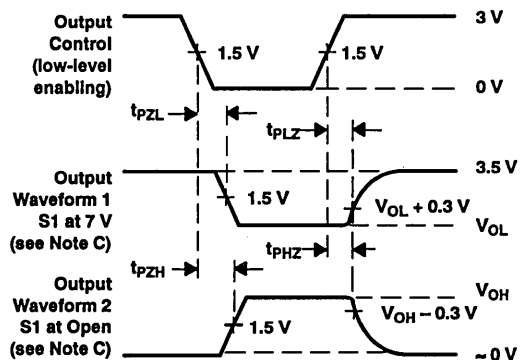 Output
Control
(low-level
enabling)
1.5 V
1.5 V
3 V
0 V
tPZL
tPLZ
Output
Waveform 1
S1 at 7 V
(see Note C)
1.5 V
3.5 V
VOL + 0.3 V
VOL
tPHZ
tPZH
Output
Waveform 2
S1 at Open
(see Note C)
1.5 V
VOH
VOH – 0.3 V
~ 0 V